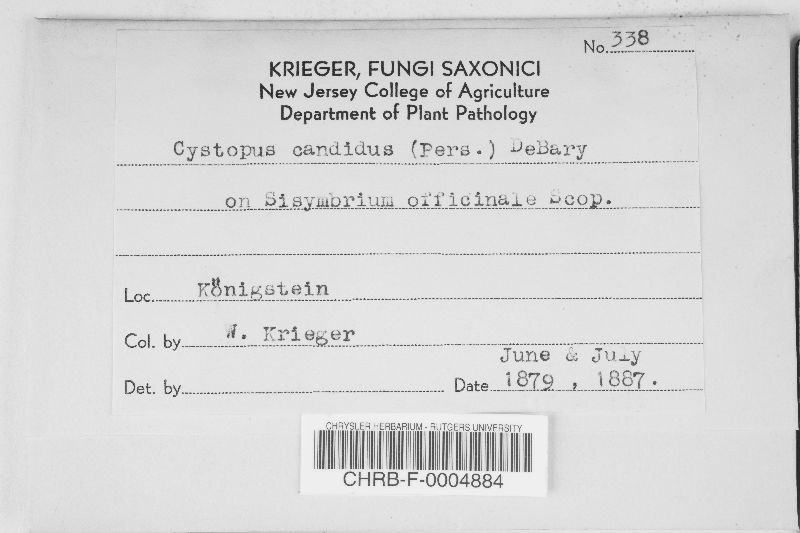 No. 338
KRIEGER, FUNGI SAXONICI
New Jersey College of Agriculture
Department of Plant Pathology
Cystopus candidus (Pers.) DeBary
on Sisymbrium officinale Scop.
Loc. Königstein
Col. by W. Krieger
June & July
Det. by Date 1879 , 1887.
CHRYSLER HERBARIUM - RUTGERS UNIVERSITY
CHRB-F-0004884